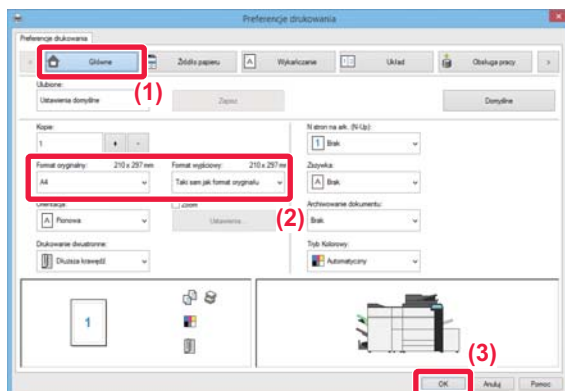 Preferencje drukowania
Preferencje drukowania
Główne
Źródło papieru
Wykańczanie
Układ
Obsługa pracy
Ulubione:
(1)
Ustawienia domyślne
Zapisz
Domyślne
Kopie:
N stron na ark. (N-Up):
1
+
-
1
Brak
Format oryginalny:
210 x 297 mm
Format wyjściowy:
210 x 297 mm
Zszywka:
A4
Taki sam jak format oryginału
A
Brak
Orientacja:
Zoom
(2)
Archiwowanie dokumentu:
A
Pionowa
Ustawienia...
Brak
Drukowanie dwustronne:
Tryb Kolorowy:
Dłuższa krawędź
Automatyczny
1
(3)
OK
Anuluj
Pomoc